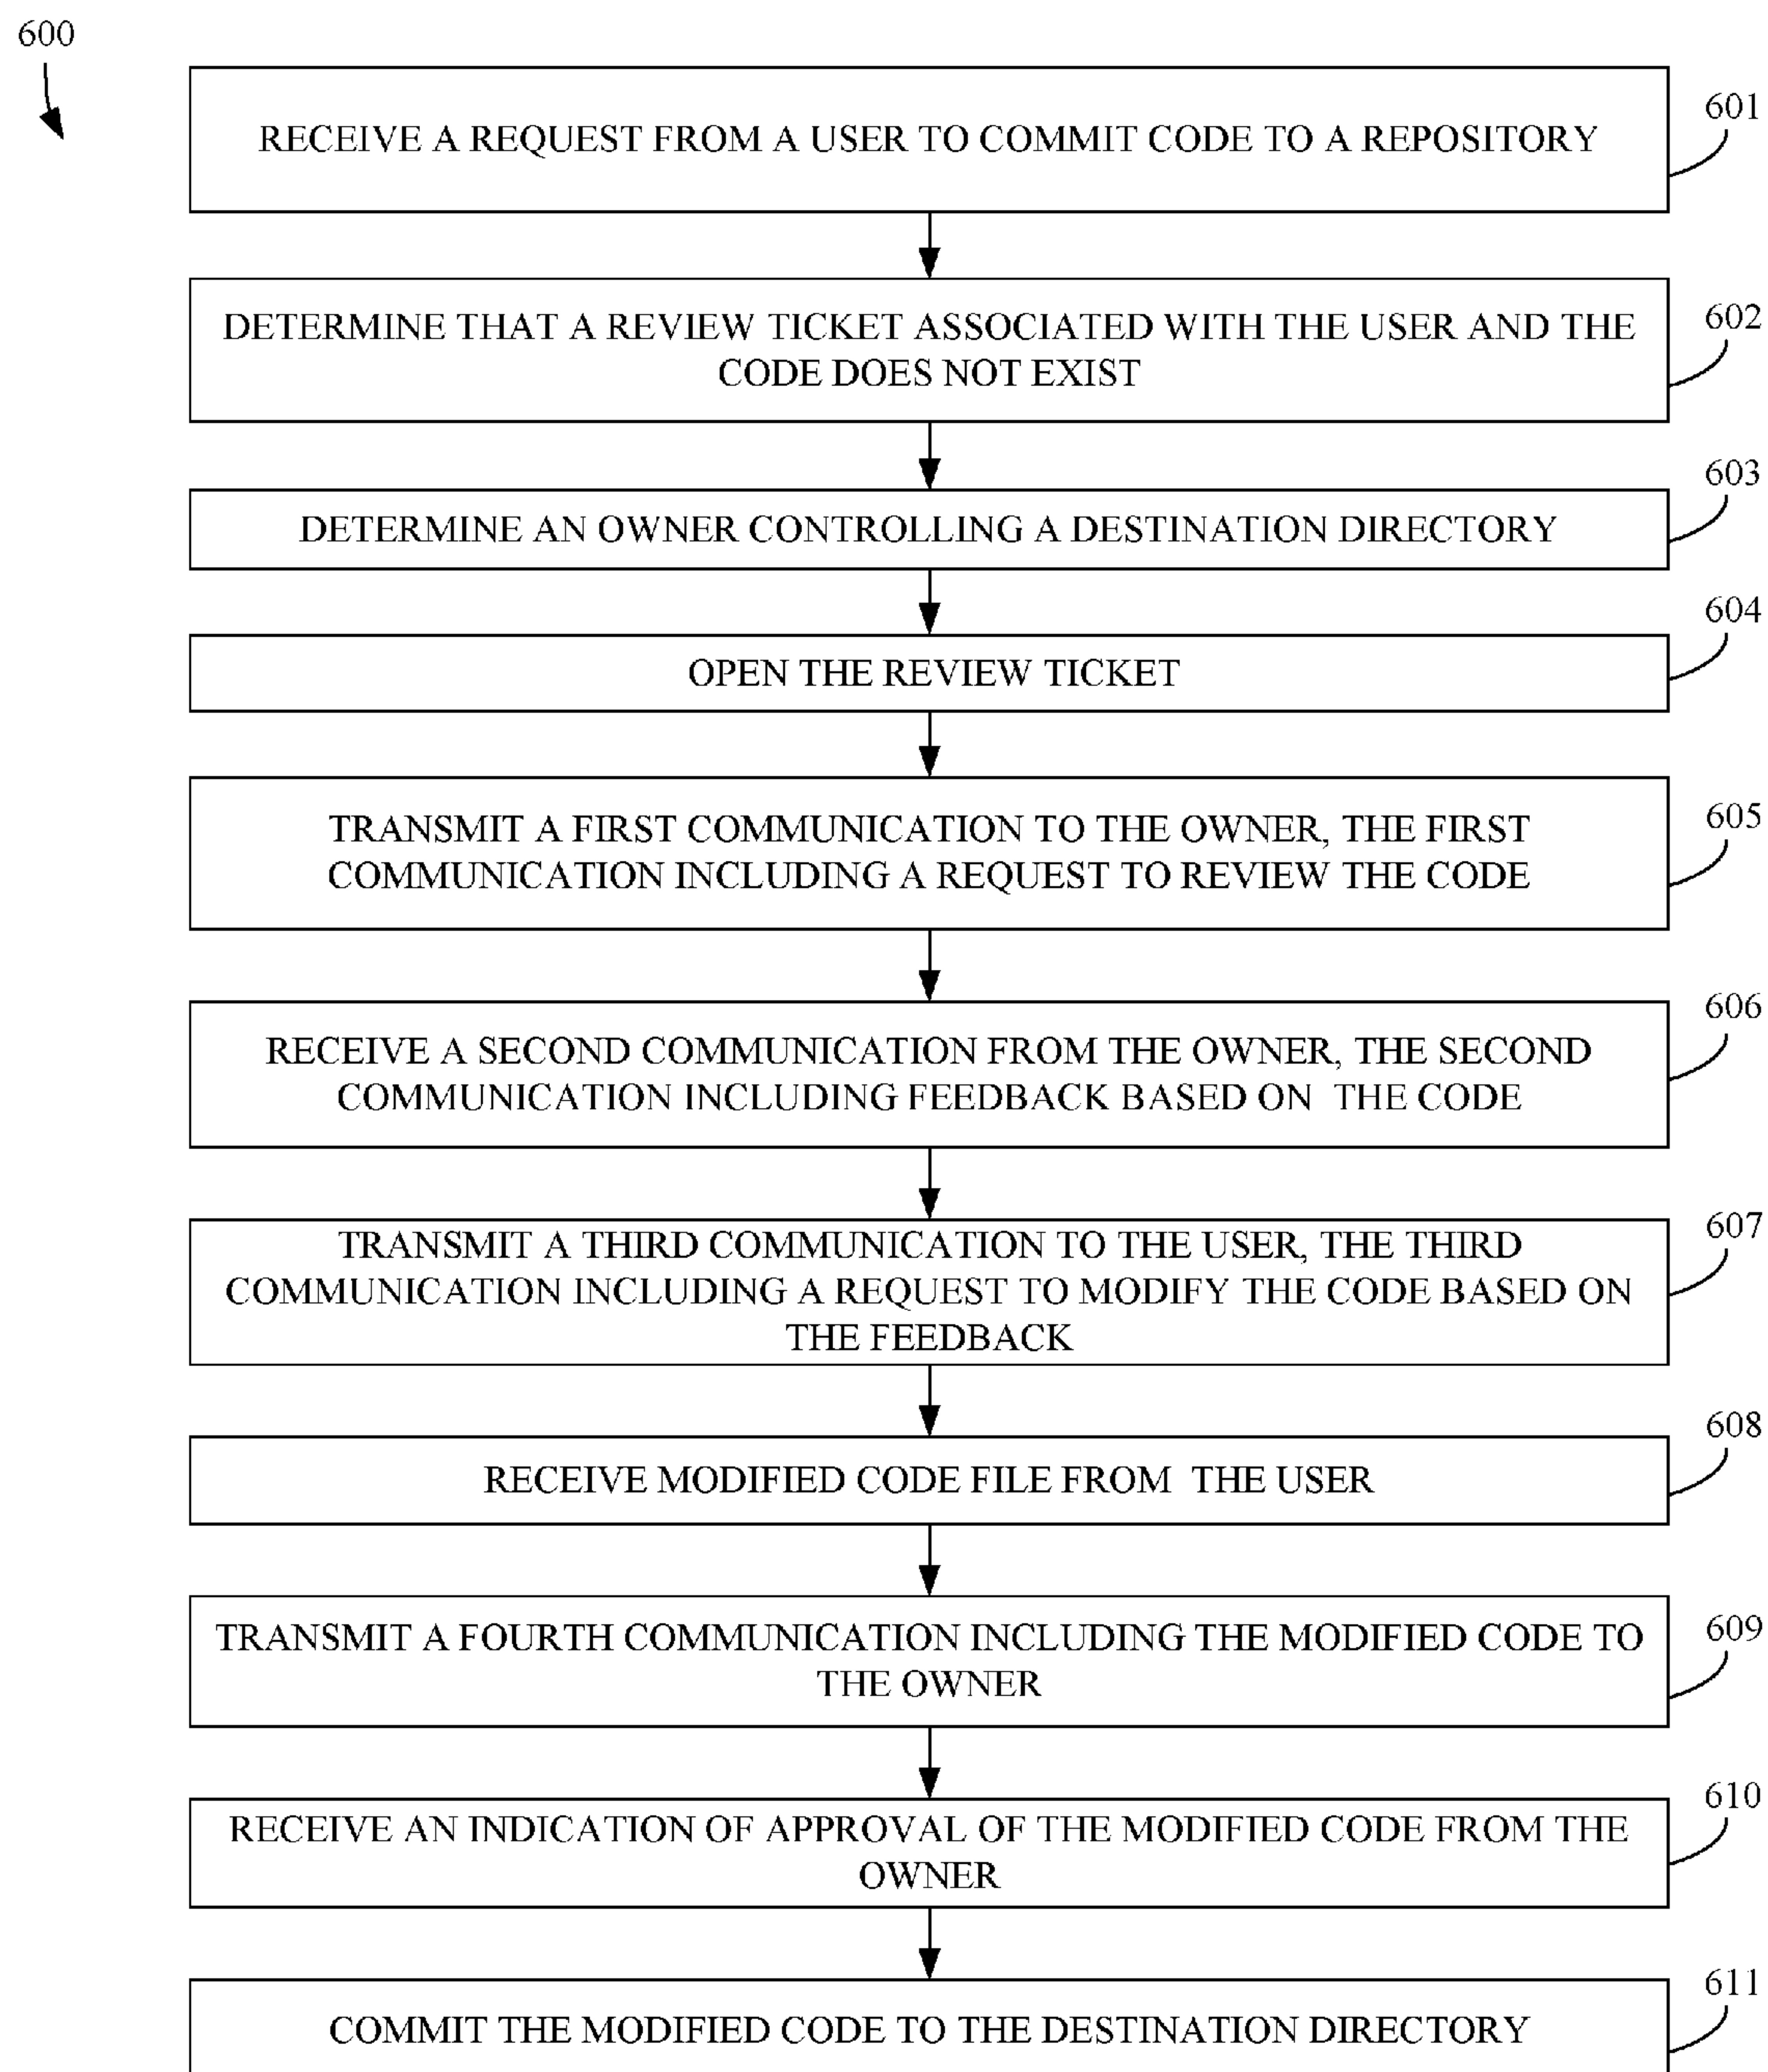 600
RECEIVE A REQUEST FROM A USER TO COMMIT CODE TO A REPOSITORY
601
DETERMINE THAT A REVIEW TICKET ASSOCIATED WITH THE USER AND THE
CODE DOES NOT EXIST
602
DETERMINE AN OWNER CONTROLLING A DESTINATION DIRECTORY
603
OPEN THE REVIEW TICKET
604
TRANSMIT A FIRST COMMUNICATION TO THE OWNER, THE FIRST
COMMUNICATION INCLUDING A REQUEST TO REVIEW THE CODE
605
RECEIVE A SECOND COMMUNICATION FROM THE OWNER, THE SECOND
COMMUNICATION INCLUDING FEEDBACK BASED ON THE CODE
606
TRANSMIT A THIRD COMMUNICATION TO THE USER, THE THIRD
COMMUNICATION INCLUDING A REQUEST TO MODIFY THE CODE BASED ON
THE FEEDBACK
607
RECEIVE MODIFIED CODE FILE FROM THE USER
608
TRANSMIT A FOURTH COMMUNICATION INCLUDING THE MODIFIED CODE TO
THE OWNER
609
RECEIVE AN INDICATION OF APPROVAL OF THE MODIFIED CODE FROM THE
OWNER
610
COMMIT THE MODIFIED CODE TO THE DESTINATION DIRECTORY
611